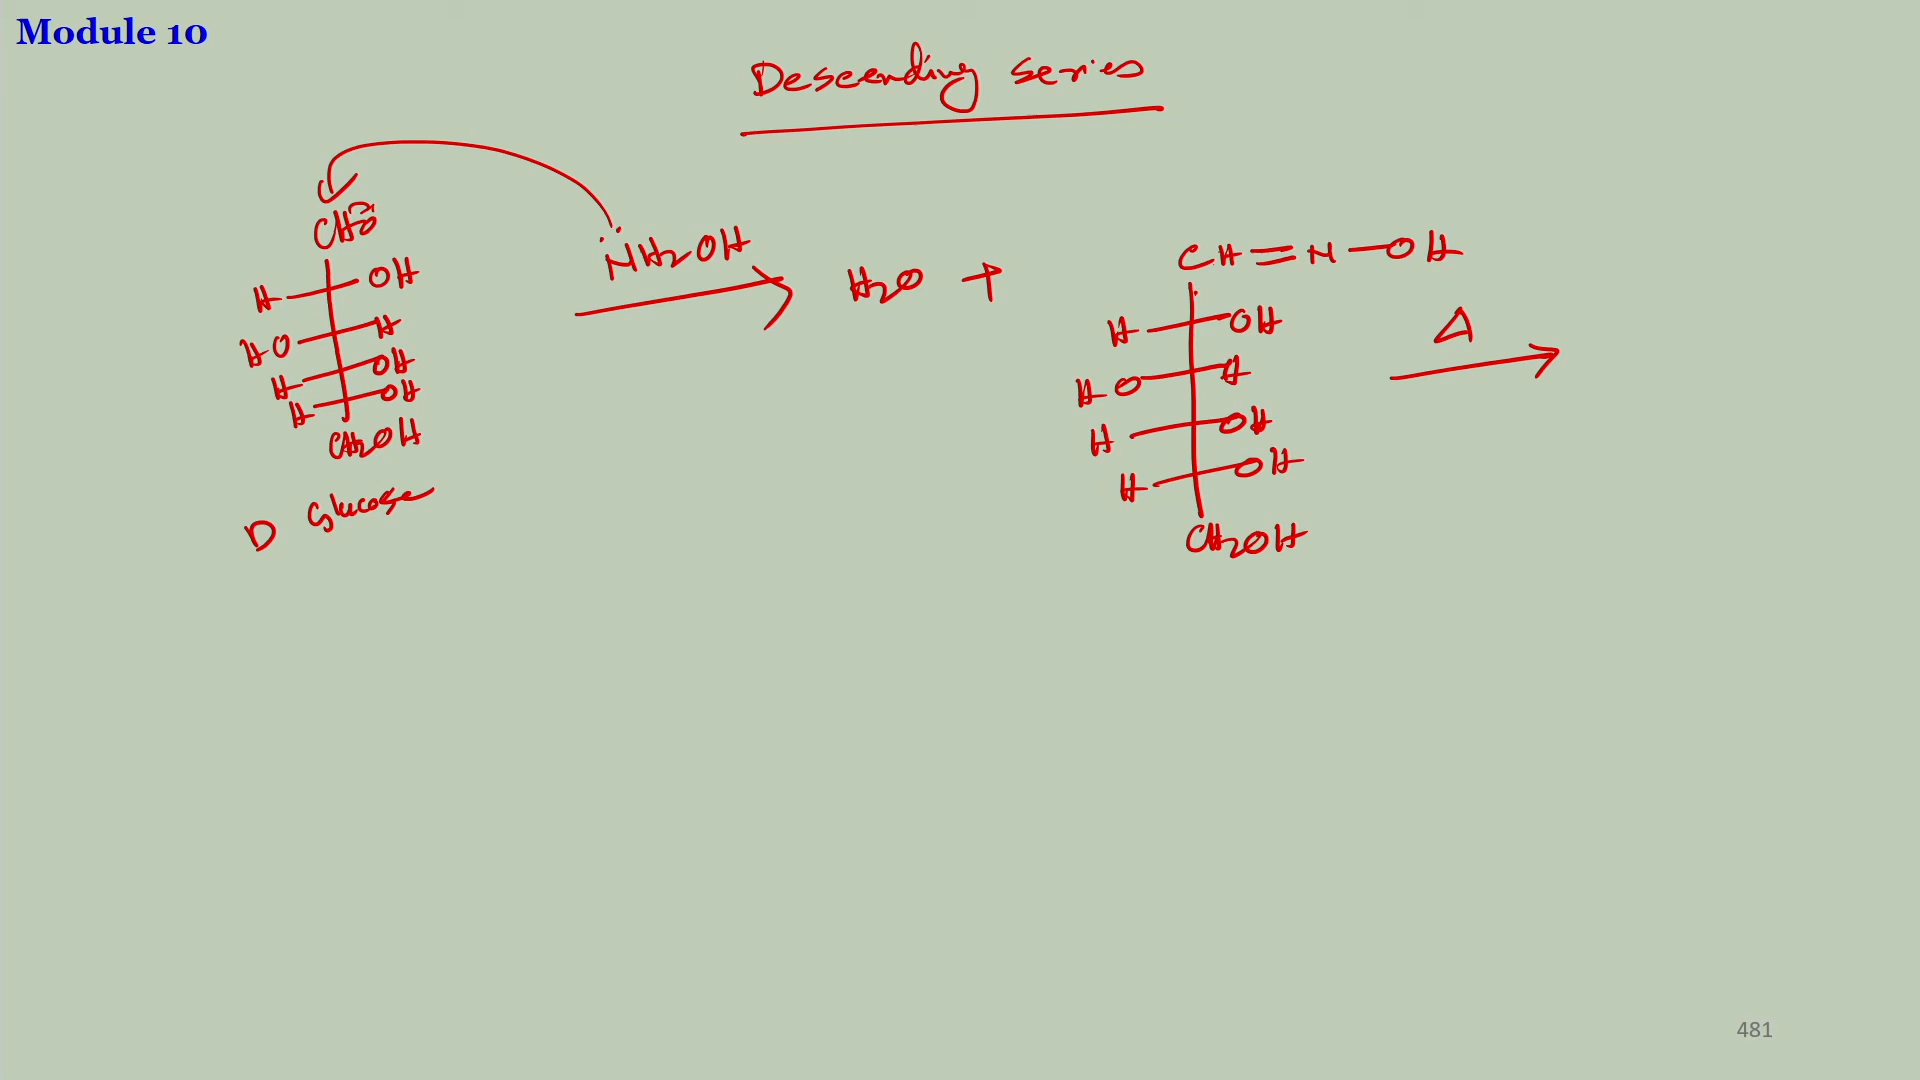 Module 10
Descending series
CHO
H OH
HO H
H OH
H OH
CH2OH
D Glucose
NH2OH
H2O +
CH=N-OH
H OH
HO H
H OH
H OH
CH2OH
Δ
481